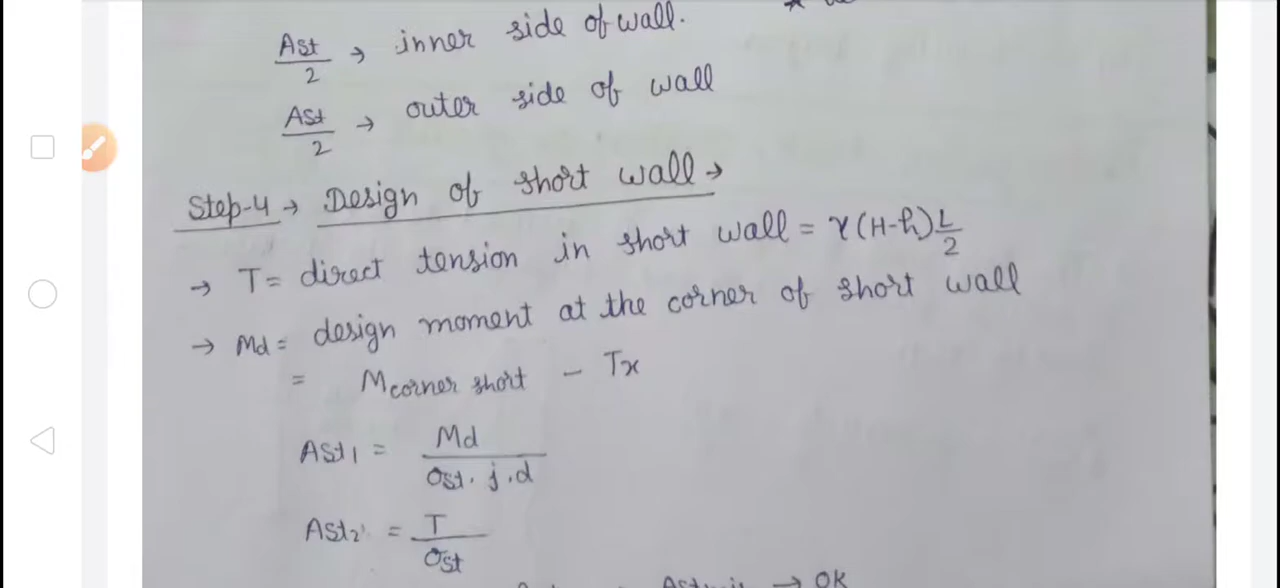 Ast/2 → inner side of wall.
Ast/2 → outer side of wall
Step-4 → Design of short wall →
→ T = direct tension in short wall = γ(H-h) L/2
→ Md = design moment at the corner of short wall
= Mcorner short - Tx
Ast1 = Md / σst. j.d
Ast2 = T / σst
→ OK